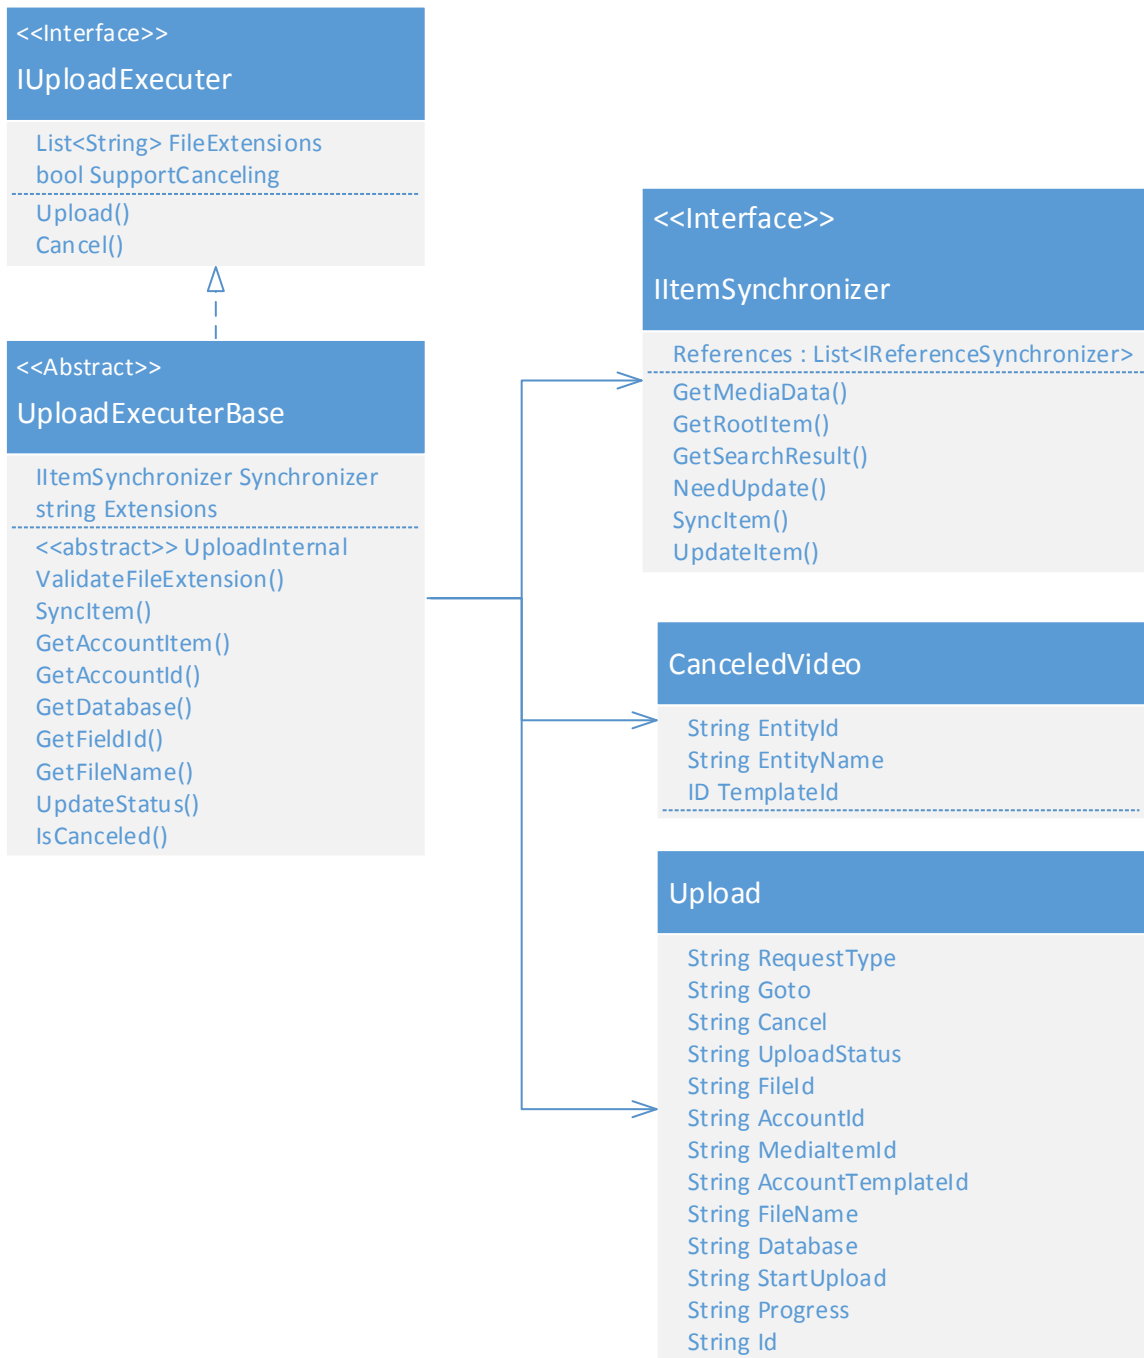 <<Interface>>
IUploadExecuter
List<String> FileExtensions
bool SupportCanceling
Upload()
Cancel()
<<Abstract>>
UploadExecuterBase
IItemSynchronizer Synchronizer
string Extensions
<<abstract>> UploadInternal
ValidateFileExtension()
SyncItem()
GetAccountItem()
GetAccountId()
GetDatabase()
GetFieldId()
GetFileName()
UpdateStatus()
IsCanceled()
<<Interface>>
IItemSynchronizer
References : List<IReferenceSynchronizer>
GetMediaData()
GetRootItem()
GetSearchResult()
NeedUpdate()
SyncItem()
UpdateItem()
CanceledVideo
String EntityId
String EntityName
ID TemplateId
Upload
String RequestType
String Goto
String Cancel
String UploadStatus
String FileId
String AccountId
String MediaItemId
String AccountTemplateId
String FileName
String Database
String StartUpload
String Progress
String Id